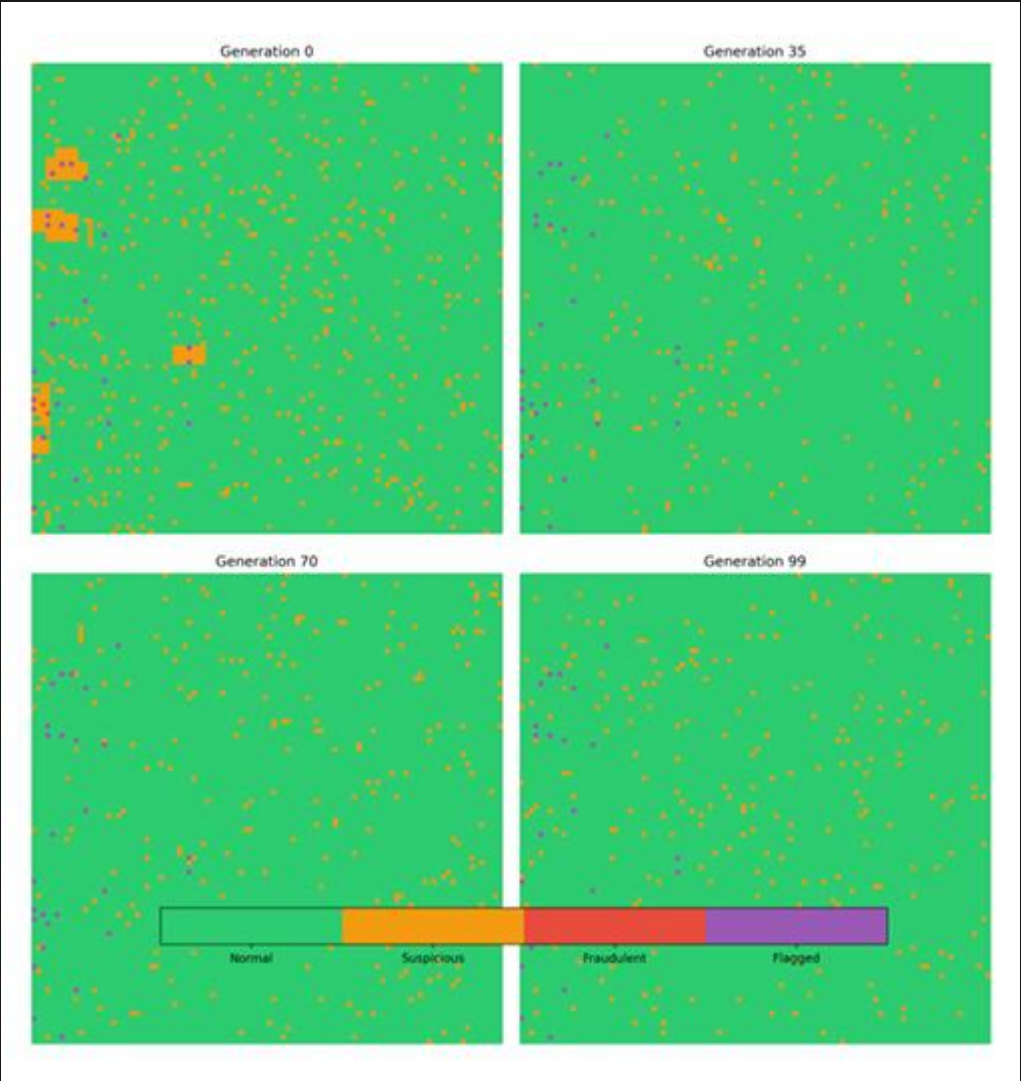 Generation 0
Generation 35
Generation 70
Generation 99
Normal
Suspicious
Fraudulent
Flagged